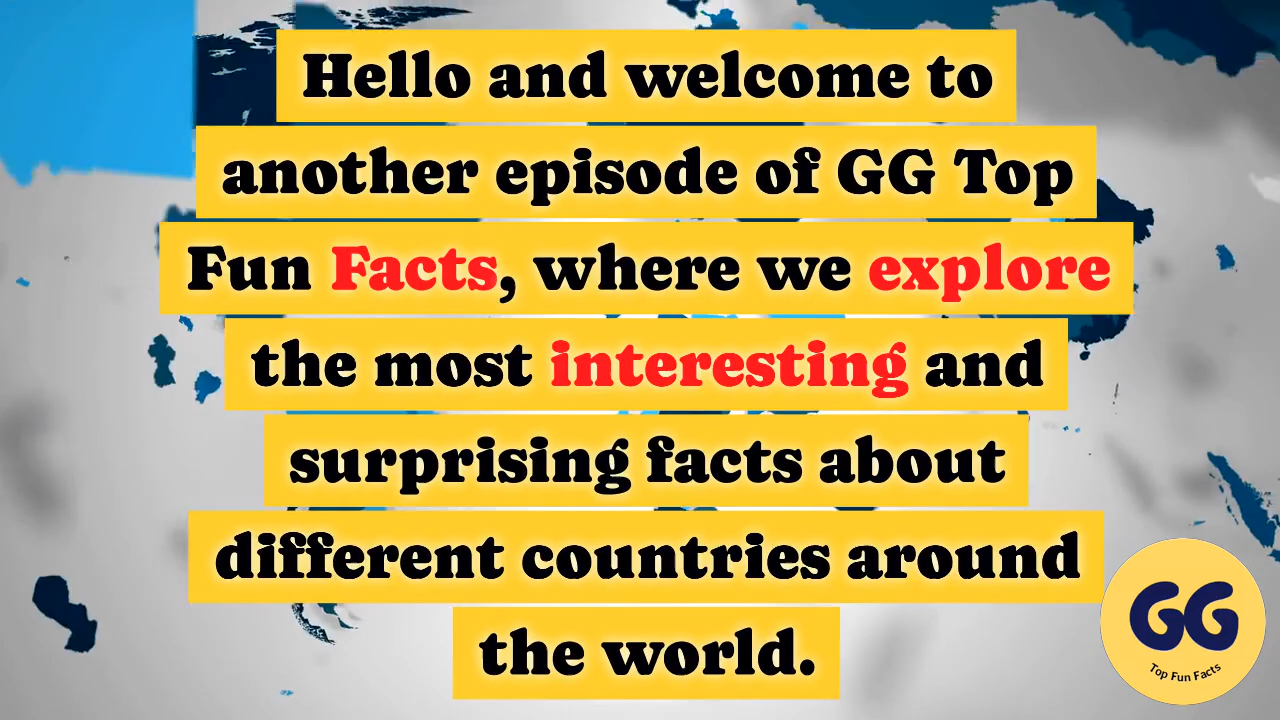 Hello and welcome to
another episode of GG Top
Fun Facts, where we explore
the most interesting and
surprising facts about
different countries around
the world.
GG
Top Fun Facts